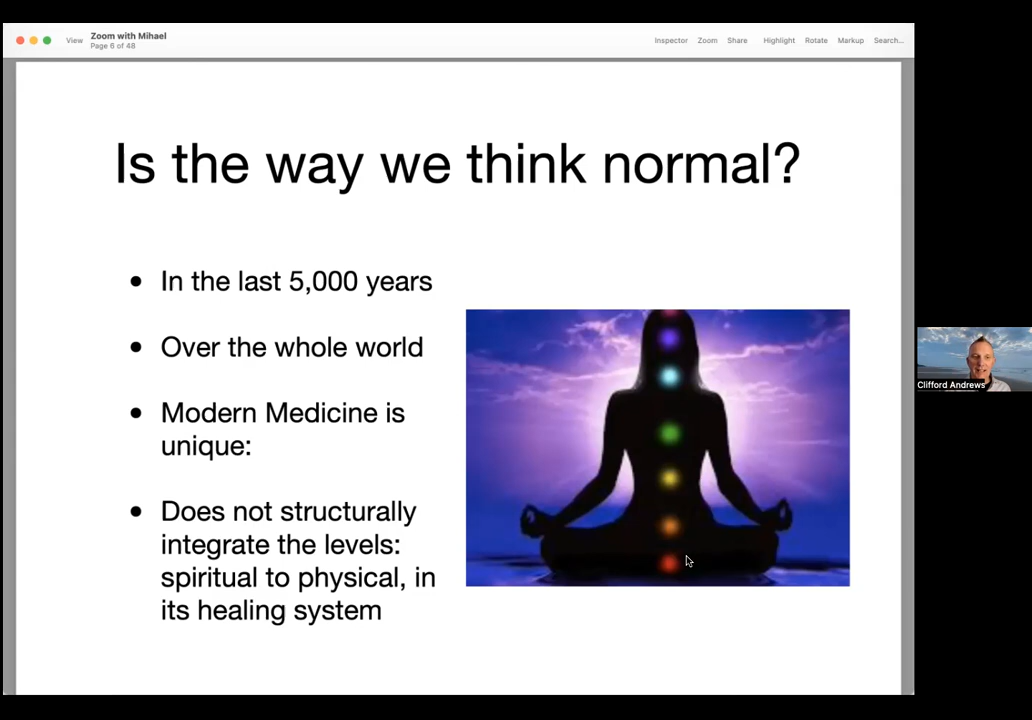 View
Zoom with Mihael
Page 6 of 48
Inspector Zoom Share Highlight Rotate Markup Search...
Is the way we think normal?
• In the last 5,000 years
• Over the whole world
• Modern Medicine is
unique:
• Does not structurally
integrate the levels:
spiritual to physical, in
its healing system
Clifford Andrews